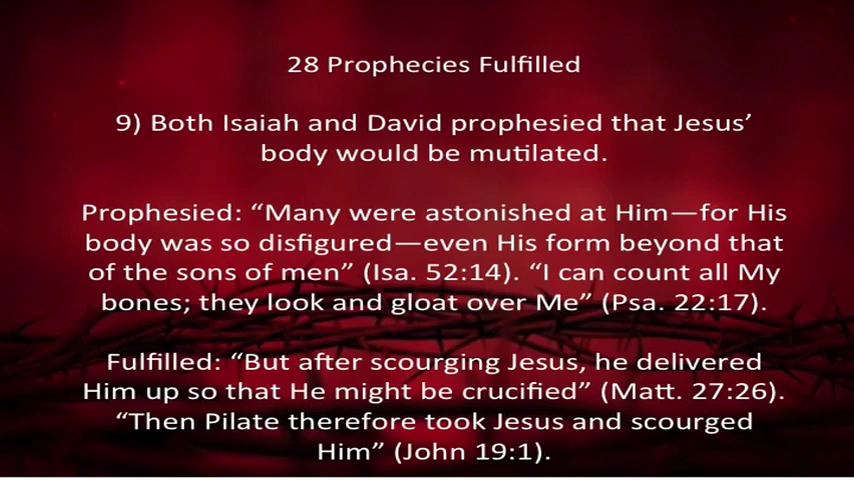 28 Prophecies Fulfilled
9) Both Isaiah and David prophesied that Jesus’
body would be mutilated.
Prophesied: “Many were astonished at Him—for His
body was so disfigured—even His form beyond that
of the sons of men” (Isa. 52:14). “I can count all My
bones; they look and gloat over Me” (Psa. 22:17).
Fulfilled: “But after scourging Jesus, he delivered
Him up so that He might be crucified” (Matt. 27:26).
“Then Pilate therefore took Jesus and scourged
Him” (John 19:1).